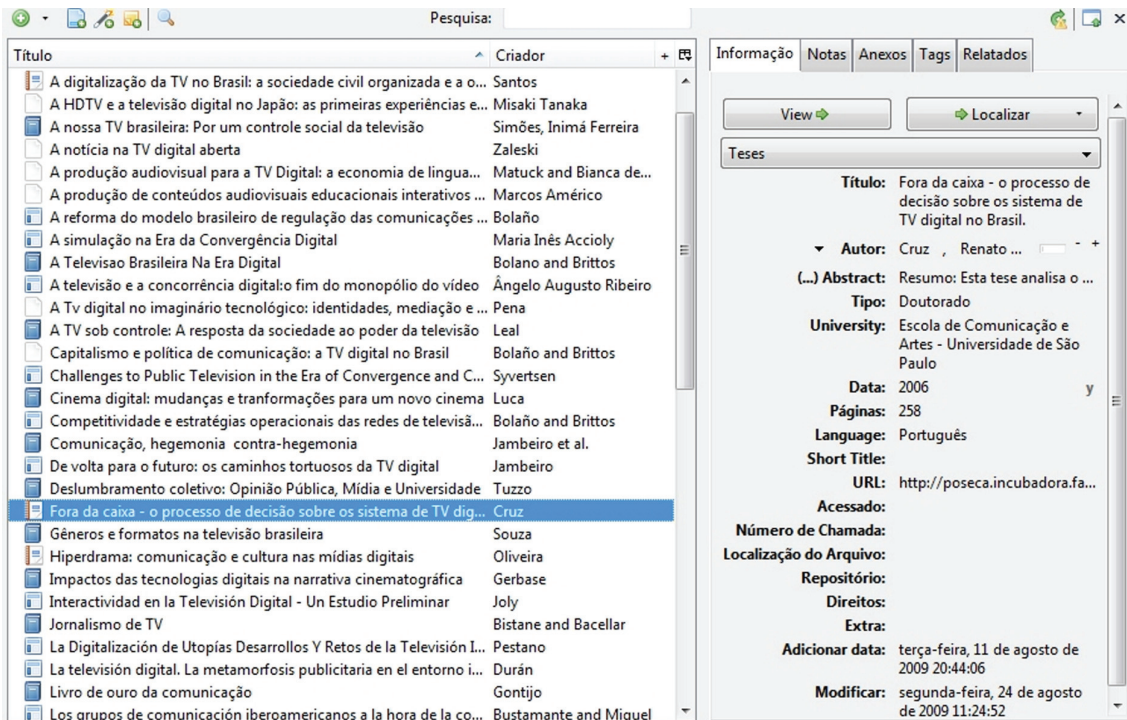 Pesquisa:
Título Criador +
A digitalização da TV no Brasil: a sociedade civil organizada e a o... Santos
A HDTV e a televisão digital no Japão: as primeiras experiências e... Misaki Tanaka
A nossa TV brasileira: Por um controle social da televisão Simões, Inimá Ferreira
A notícia na TV digital aberta Zaleski
A produção audiovisual para a TV Digital: a economia de lingua... Matuck and Bianca de...
A produção de conteúdos audiovisuais educacionais interativos ... Marcos Américo
A reforma do modelo brasileiro de regulação das comunicações ... Bolaño
A simulação na Era da Convergência Digital Maria Inês Accioly
A Televisao Brasileira Na Era Digital Bolano and Brittos
A televisão e a concorrência digital:o fim do monopólio do vídeo Ângelo Augusto Ribeiro
A Tv digital no imaginário tecnológico: identidades, mediação e ... Pena
A TV sob controle: A resposta da sociedade ao poder da televisão Leal
Capitalismo e política de comunicação: a TV digital no Brasil Bolaño and Brittos
Challenges to Public Television in the Era of Convergence and C... Syvertsen
Cinema digital: mudanças e tranformações para um novo cinema Luca
Competitividade e estratégias operacionais das redes de televisã... Bolaño and Brittos
Comunicação, hegemonia contra-hegemonia Jambeiro et al.
De volta para o futuro: os caminhos tortuosos da TV digital Jambeiro
Deslumbramento coletivo: Opinião Pública, Mídia e Universidade Tuzzo
Fora da caixa - o processo de decisão sobre os sistema de TV dig... Cruz
Gêneros e formatos na televisão brasileira Souza
Hiperdrama: comunicação e cultura nas mídias digitais Oliveira
Impactos das tecnologias digitais na narrativa cinematográfica Gerbase
Interactividad en la Televisión Digital - Un Estudio Preliminar Joly
Jornalismo de TV Bistane and Bacellar
La Digitalización de Utopías Desarrollos Y Retos de la Televisión I... Pestano
La televisión digital. La metamorfosis publicitaria en el entorno i... Durán
Livro de ouro da comunicação Gontijo
Los grupos de comunicación iberoamericanos a la hora de la co... Bustamante and Miguel
Informação Notas Anexos Tags Relatados
View Localizar
Teses
Título: Fora da caixa - o processo de
decisão sobre os sistema de
TV digital no Brasil.
Autor: Cruz , Renato ... - +
(...) Abstract: Resumo: Esta tese analisa o ...
Tipo: Doutorado
University: Escola de Comunicação e
Artes - Universidade de São
Paulo
Data: 2006 y
Páginas: 258
Language: Português
Short Title:
URL: http://poseca.incubadora.fa...
Acessado:
Número de Chamada:
Localização do Arquivo:
Repositório:
Direitos:
Extra:
Adicionar data: terça-feira, 11 de agosto de
2009 20:44:06
Modificar: segunda-feira, 24 de agosto
de 2009 11:24:52